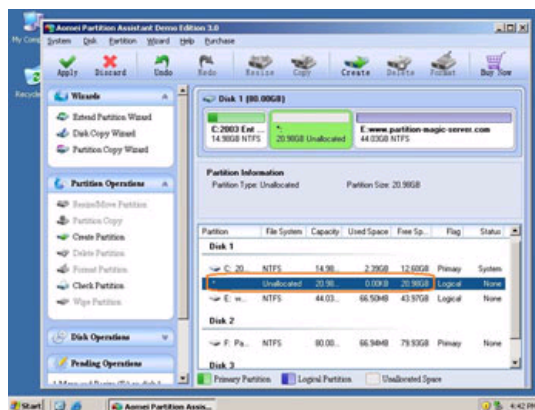 Aomei Partition Assistant Demo Edition 3.0
My Comp
System Disk Partition Wizard Help Purchase
Apply Discard Undo Redo Resize Copy Create Delete Format Buy Now
Recycle
Wizards
Extend Partition Wizard
Disk Copy Wizard
Partition Copy Wizard
Partition Operations
Resize/Move Partition
Partition Copy
Create Partition
Delete Partition
Format Partition
Check Partition
Wipe Partition
Disk Operations
Pending Operations
Disk 1 (80.00GB)
C:2003 Ent ...
14.98GB NTFS
*:
20.98GB Unallocated
E:www.partition-magic-server.com
44.03GB NTFS
Partition Information
Partition Type: Unallocated Partition Size: 20.98GB
Partition File System Capacity Used Space Free Sp... Flag Status
Disk 1
C: 20... NTFS 14.98... 2.39GB 12.60GB Primary System
* Unallocated 20.98... 0.00KB 20.98GB Logical None
E: w... NTFS 44.03... 66.50MB 43.97GB Logical None
Disk 2
F: Pa... NTFS 80.00... 66.94MB 79.93GB Primary None
Disk 3
Primary Partition Logical Partition Unallocated Space
Start Aomei Partition Assis... 4:42 PM